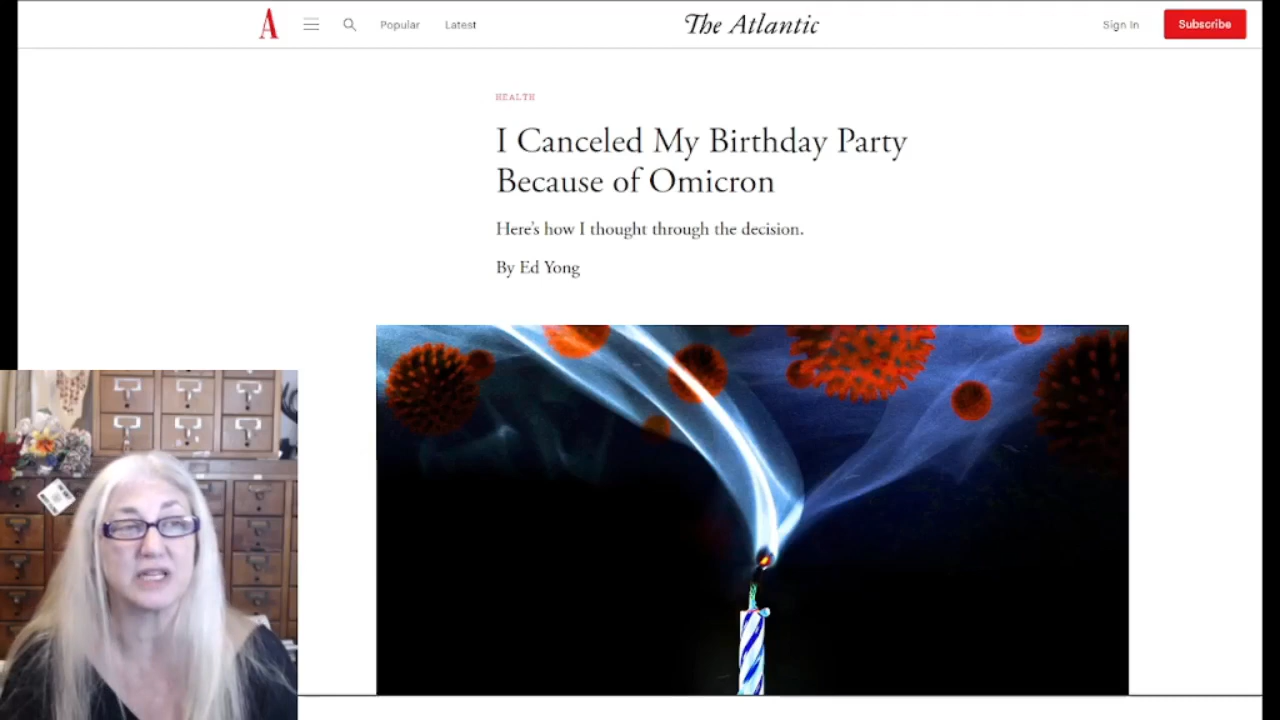 A
Popular
Latest
The Atlantic
Sign In
Subscribe
HEALTH
I Canceled My Birthday Party
Because of Omicron
Here's how I thought through the decision.
By Ed Yong